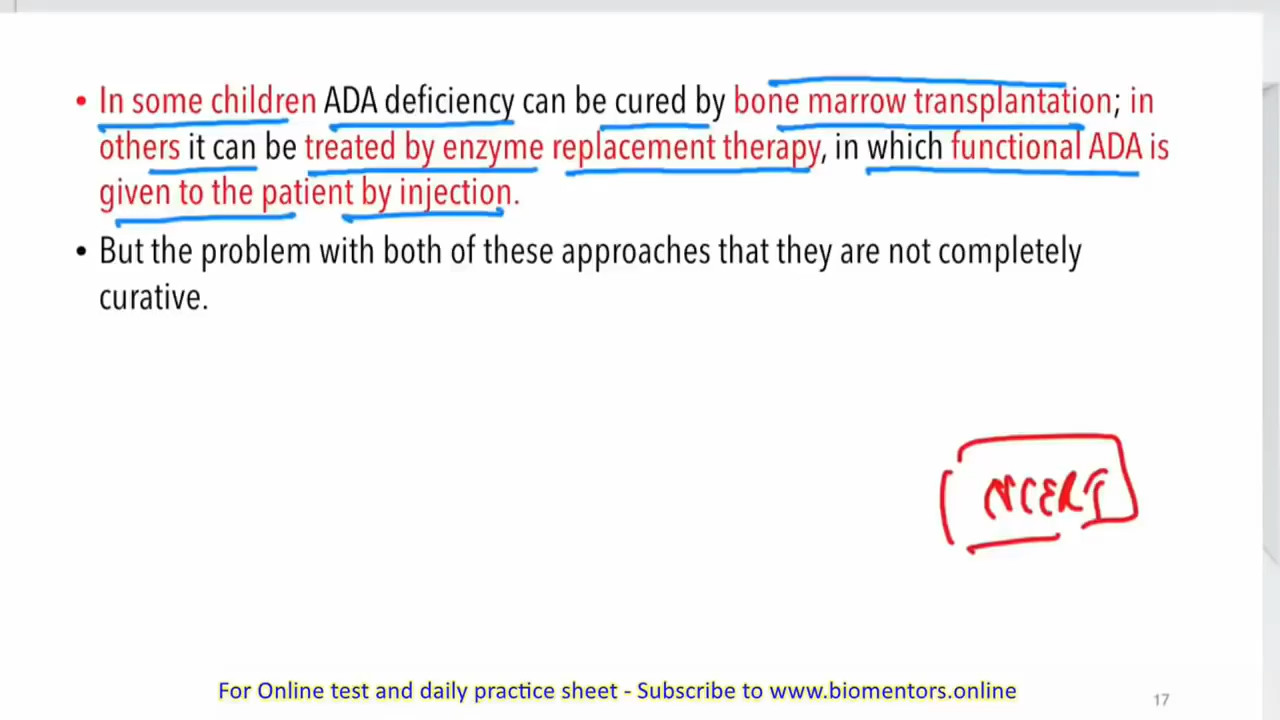 • In some children ADA deficiency can be cured by bone marrow transplantation; in
others it can be treated by enzyme replacement therapy, in which functional ADA is
given to the patient by injection.
• But the problem with both of these approaches that they are not completely
curative.
NCERT
For Online test and daily practice sheet - Subscribe to www.biomentors.online
17